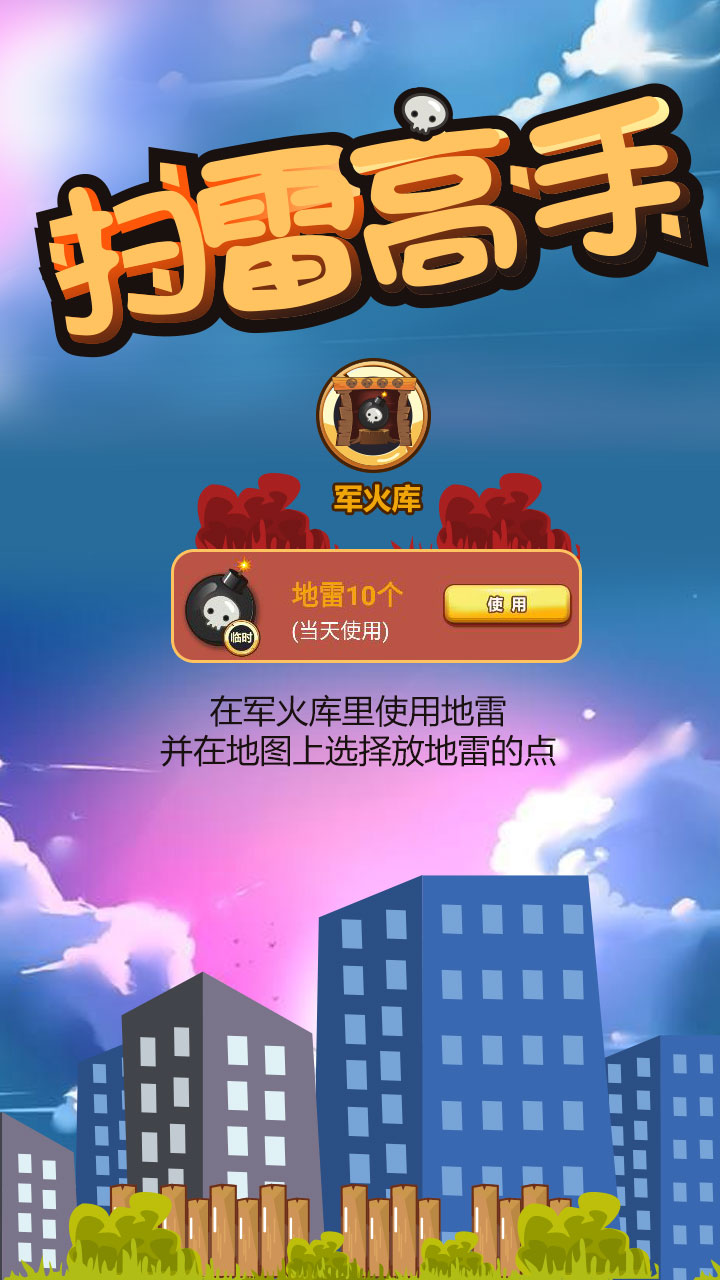 扫雷高手
军火库
地雷10个
临时
(当天使用)
使用
在军火库里使用地雷
并在地图上选择放地雷的点